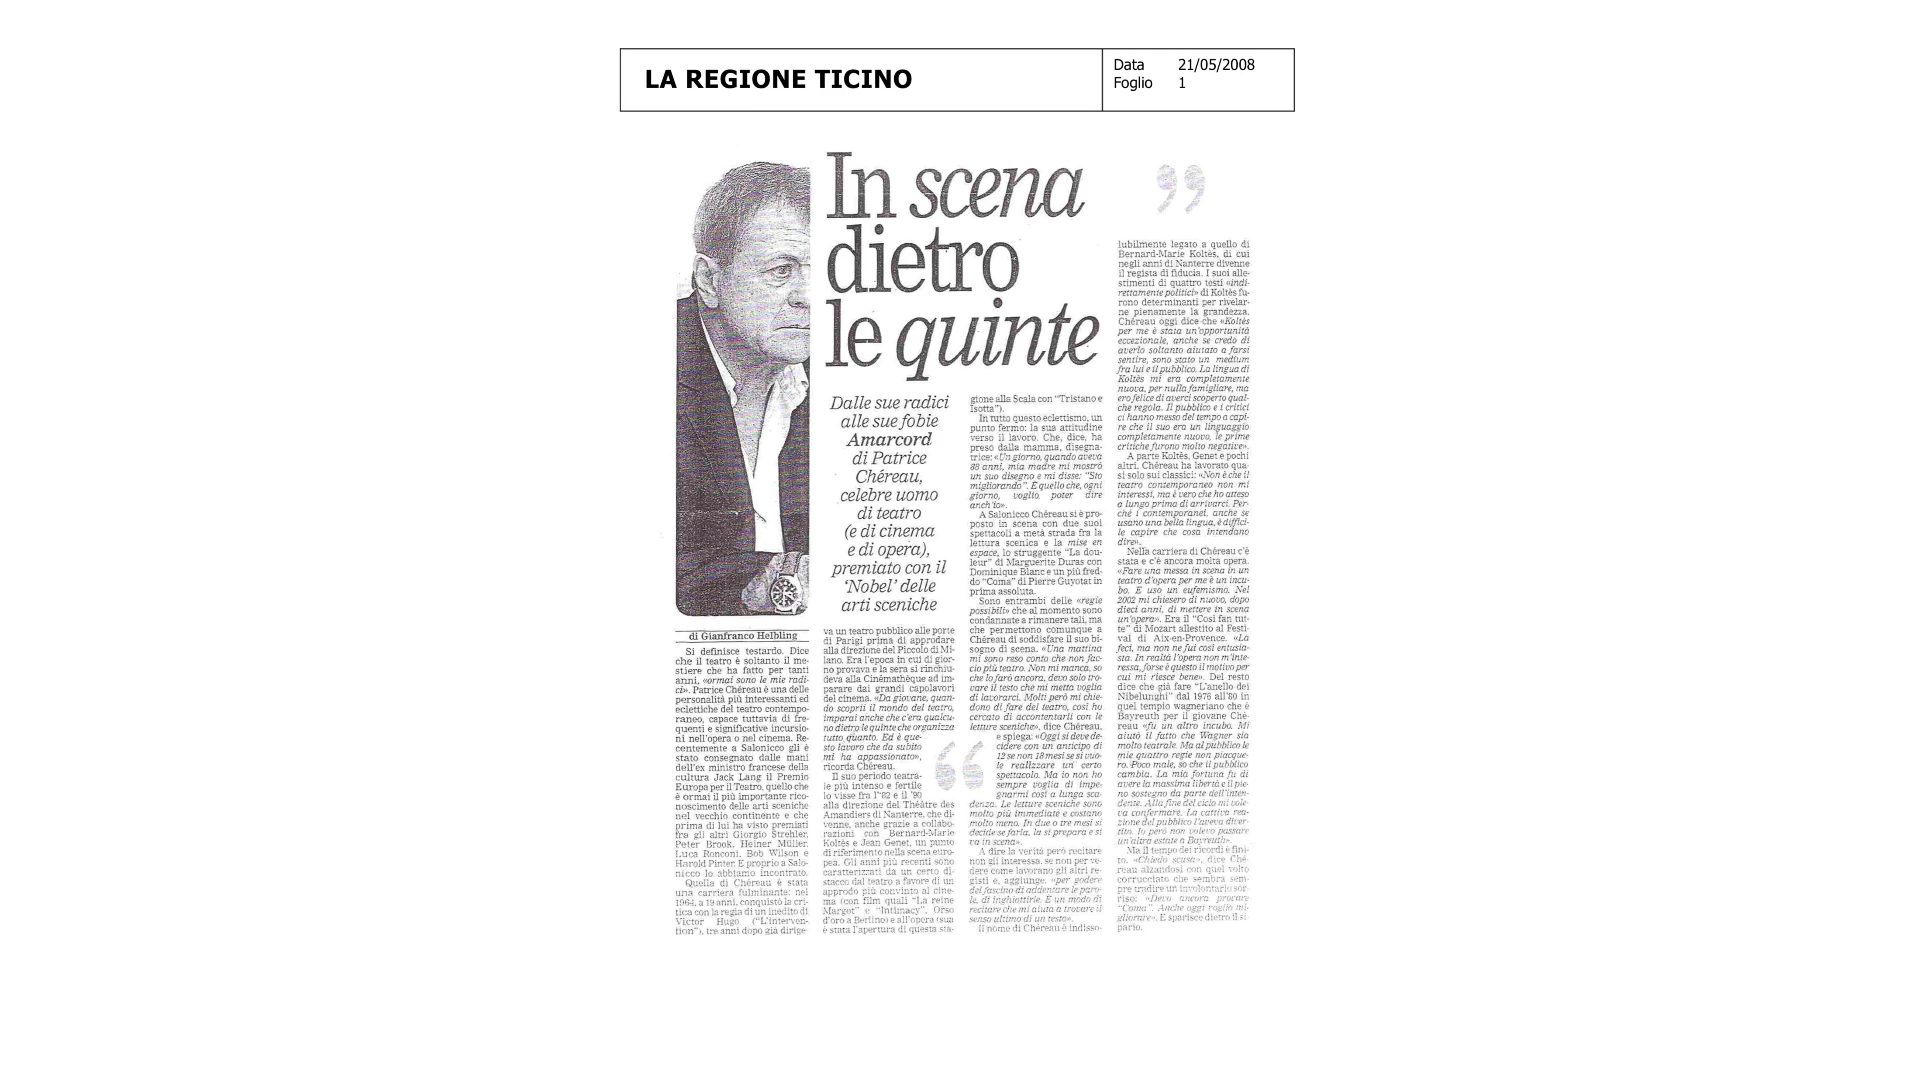 LA REGIONE TICINO
Data 21/05/2008
Foglio 1
In scena
dietro
le quinte
Dalle sue radici
alle sue fobie
Amarcord
di Patrice
Chéreau,
celebre uomo
di teatro
(e di cinema
e di opera),
premiato con il
‘Nobel’ delle
arti sceniche
di Gianfranco Helbling
Si definisce testardo. Dice
che il teatro è soltanto il me-
stiere che ha fatto per tanti
anni, «ormai sono le mie radi-
ci». Patrice Chéreau è una delle
personalità più interessanti ed
eclettiche del teatro contempo-
raneo, capace tuttavia di fre-
quenti e significative incursio-
ni nell'opera o nel cinema. Re-
centemente a Salonicco gli è
stato consegnato dalle mani
dell'ex ministro francese della
cultura Jack Lang il Premio
Europa per il Teatro, quello che
è ormai il più importante rico-
noscimento delle arti sceniche
nel vecchio continente e che
prima di lui ha visto premiati
fra gli altri Giorgio Strehler,
Peter Brook, Heiner Müller,
Luca Ronconi, Bob Wilson e
Harold Pinter. E proprio a Salo-
nicco lo abbiamo incontrato.
Quella di Chéreau è stata
una carriera fulminante: nel
1964, a 19 anni, conquistò la cri-
tica con la regia di un inedito di
Victor Hugo (“L'interven-
tion”), tre anni dopo già dirige-
va un teatro pubblico alle porte
di Parigi prima di approdare
alla direzione del Piccolo di Mi-
lano. Era l'epoca in cui di gior-
no provava e la sera si rinchiu-
deva alla Cinémathèque ad im-
parare dai grandi capolavori
del cinema. «Da giovane, quan-
do scoprii il mondo del teatro,
imparai anche che c'era qualcu-
no dietro le quinte che organizza
tutto quanto. Ed è que-
sto lavoro che da subito
mi ha appassionato»,
ricorda Chéreau.
Il suo periodo teatra-
le più intenso e fertile
lo visse fra l'’82 e il ’90
alla direzione del Théâtre des
Amandiers di Nanterre, che di-
venne, anche grazie a collabo-
razioni con Bernard-Marie
Koltès e Jean Genet, un punto
di riferimento nella scena euro-
pea. Gli anni più recenti sono
caratterizzati da un certo di-
stacco dal teatro a favore di un
approdo più convinto al cine-
ma (con film quali “La reine
Margot” e “Intimacy”, Orso
d'oro a Berlino) e all'opera (sua
è stata l'apertura di questa sta-
gione alla Scala con “Tristano e
Isotta”).
In tutto questo eclettismo, un
punto fermo: la sua attitudine
verso il lavoro. Che, dice, ha
preso dalla mamma, disegna-
trice: «Un giorno, quando aveva
88 anni, mia madre mi mostrò
un suo disegno e mi disse: “Sto
migliorando”. E quello che, ogni
giorno, voglio poter dire
anch'io».
A Salonicco Chéreau si è pro-
posto in scena con due suoi
spettacoli a metà strada fra la
lettura scenica e la mise en
espace, lo struggente “La dou-
leur” di Marguerite Duras con
Dominique Blanc e un più fred-
do “Coma” di Pierre Guyotat in
prima assoluta.
Sono entrambi delle «regie
possibili» che al momento sono
condannate a rimanere tali, ma
che permettono comunque a
Chéreau di soddisfare il suo bi-
sogno di scena. «Una mattina
mi sono reso conto che non fac-
cio più teatro. Non mi manca, so
che lo farò ancora, devo solo tro-
vare il testo che mi metta voglia
di lavorarci. Molti però mi chie-
dono di fare del teatro, così ho
cercato di accontentarli con le
letture sceniche», dice Chéreau,
e spiega: «Oggi si deve de-
cidere con un anticipo di
12 se non 18 mesi se si vuo-
le realizzare un certo
spettacolo. Ma io non ho
sempre voglia di impe-
gnarmi così a lunga sca-
denza. Le letture sceniche sono
molto più immediate e costano
molto meno. In due o tre mesi si
decide se farla, la si prepara e si
va in scena».
A dire la verità però recitare
non gli interessa, se non per ve-
dere come lavorano gli altri re-
gisti e, aggiunge, «per godere
del fascino di addentare le paro-
le, di inghiottirle. E un modo di
recitare che mi aiuta a trovare il
senso ultimo di un testo».
Il nome di Chéreau è indisso-
lubilmente legato a quello di
Bernard-Marie Koltès, di cui
negli anni di Nanterre divenne
il regista di fiducia. I suoi alle-
stimenti di quattro testi «indi-
rettamente politici» di Koltès fu-
rono determinanti per rivelar-
ne pienamente la grandezza.
Chéreau oggi dice che «Koltès
per me è stata un'opportunità
eccezionale, anche se credo di
averlo soltanto aiutato a farsi
sentire, sono stato un medium
fra lui e il pubblico. La lingua di
Koltès mi era completamente
nuova, per nulla famigliare, ma
ero felice di averci scoperto qual-
che regola. Il pubblico e i critici
ci hanno messo del tempo a capi-
re che il suo era un linguaggio
completamente nuovo, le prime
critiche furono molto negative».
A parte Koltès, Genet e pochi
altri, Chéreau ha lavorato qua-
si solo sui classici: «Non è che il
teatro contemporaneo non mi
interessi, ma è vero che ho atteso
a lungo prima di arrivarci. Per-
ché i contemporanei, anche se
usano una bella lingua, è diffici-
le capire che cosa intendano
dire».
Nella carriera di Chéreau c'è
stata e c'è ancora molta opera.
«Fare una messa in scena in un
teatro d'opera per me è un incu-
bo. E uso un eufemismo. Nel
2002 mi chiesero di nuovo, dopo
dieci anni, di mettere in scena
un'opera». Era il “Così fan tut-
te” di Mozart allestito al Festi-
val di Aix-en-Provence. «La
feci, ma non ne fui così entusia-
sta. In realtà l'opera non m'inte-
ressa, forse è questo il motivo per
cui mi riesce bene». Del resto
dice che già fare “L'anello dei
Nibelunghi” dal 1976 all'80 in
quel tempio wagneriano che è
Bayreuth per il giovane Ché-
reau «fu un altro incubo. Mi
aiutò il fatto che Wagner sia
molto teatrale. Ma al pubblico le
mie quattro regie non piacque-
ro. Poco male, so che il pubblico
cambia. La mia fortuna fu di
avere la massima libertà e il pie-
no sostegno da parte dell'inten-
dente. Alla fine del ciclo mi vole-
va confermare. La cattiva rea-
zione del pubblico l'aveva diver-
tito. Io però non volevo passare
un'altra estate a Bayreuth».
Ma il tempo dei ricordi è fini-
to. «Chiedo scusa», dice Ché-
reau alzandosi con quel volto
corrucciato che sembra sem-
pre tradire un involontario sor-
riso: «Devo ancora provare
“Coma”. Anche oggi voglio mi-
gliorare». E sparisce dietro il si-
pario.